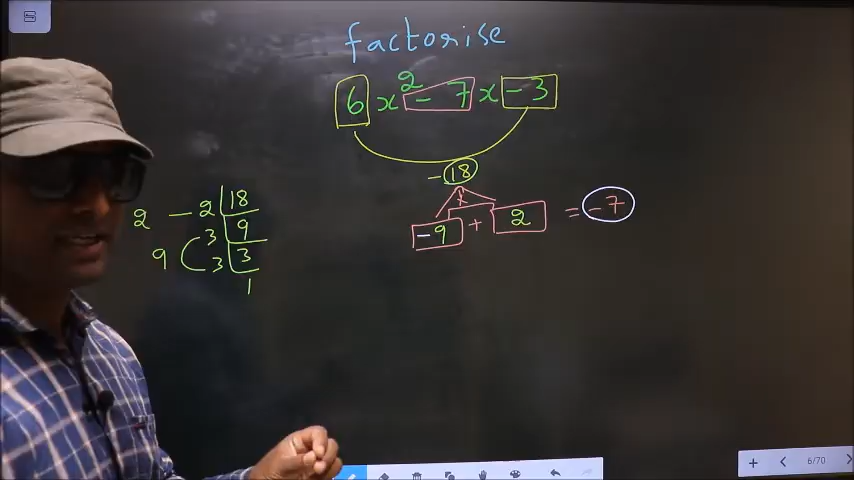 factorise
6x² - 7x - 3
- 18
×
-9 + 2 = -7
2 - 2 | 18
3 | 9
9 3 | 3
1
6/70